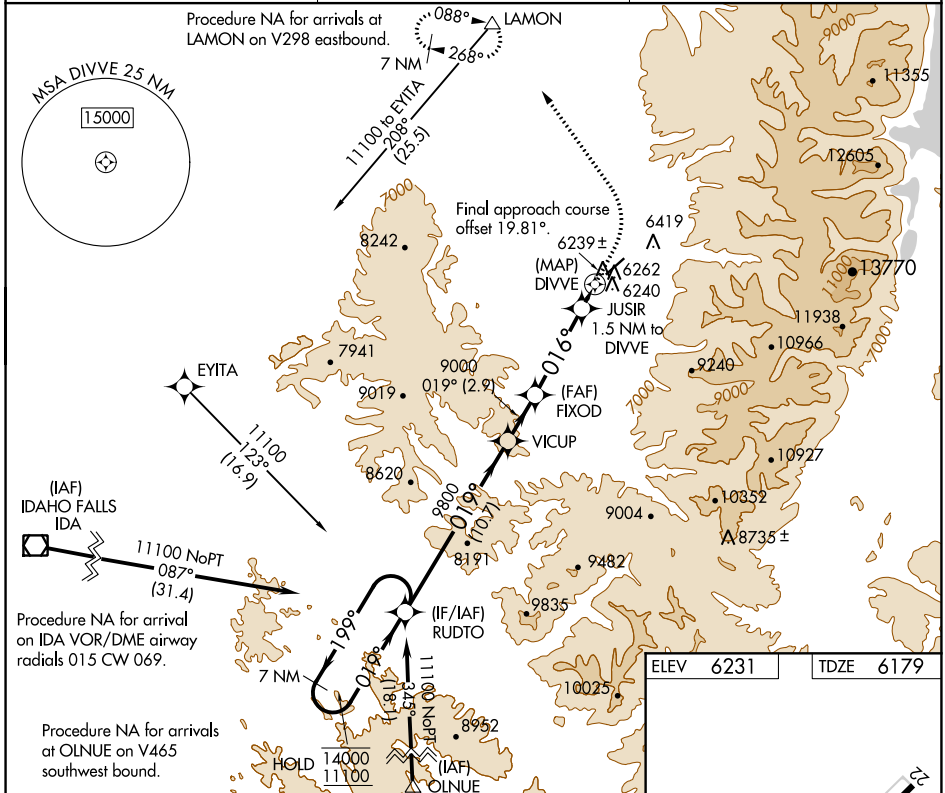 Procedure NA for arrivals at
LAMON on V298 eastbound.
088°
LAMON
7 NM
268°
MSA DIVVE 25 NM
15000
11100 to EYITA
208°
(25.5)
11355
12605
7000
8242
Final approach course
offset 19.81°.
6419
6239±
(MAP)
DIVVE
6262
6240
13770
11000
JUSIR
1.5 NM to
DIVVE
11938
10966
7000
016°
7941
9000
019° (2.9)
9240
9000
7000
EYITA
9019
(FAF)
FIXOD
VICUP
11100
123°
(16.9)
8620
10927
9800
019°
(10.7)
10352
9004
8735±
(IAF)
IDAHO FALLS
IDA
8191
11100 NoPT
087°
(31.4)
9482
9835
(IF/IAF)
RUDTO
Procedure NA for arrival
on IDA VOR/DME airway
radials 015 CW 069.
199°
019°
7 NM
11100 NoPT
345°
(18.1)
10025
ELEV 6231
TDZE 6179
8952
Procedure NA for arrivals
at OLNUE on V465
southwest bound.
HOLD
14000
11100
(IAF)
OLNUE
22